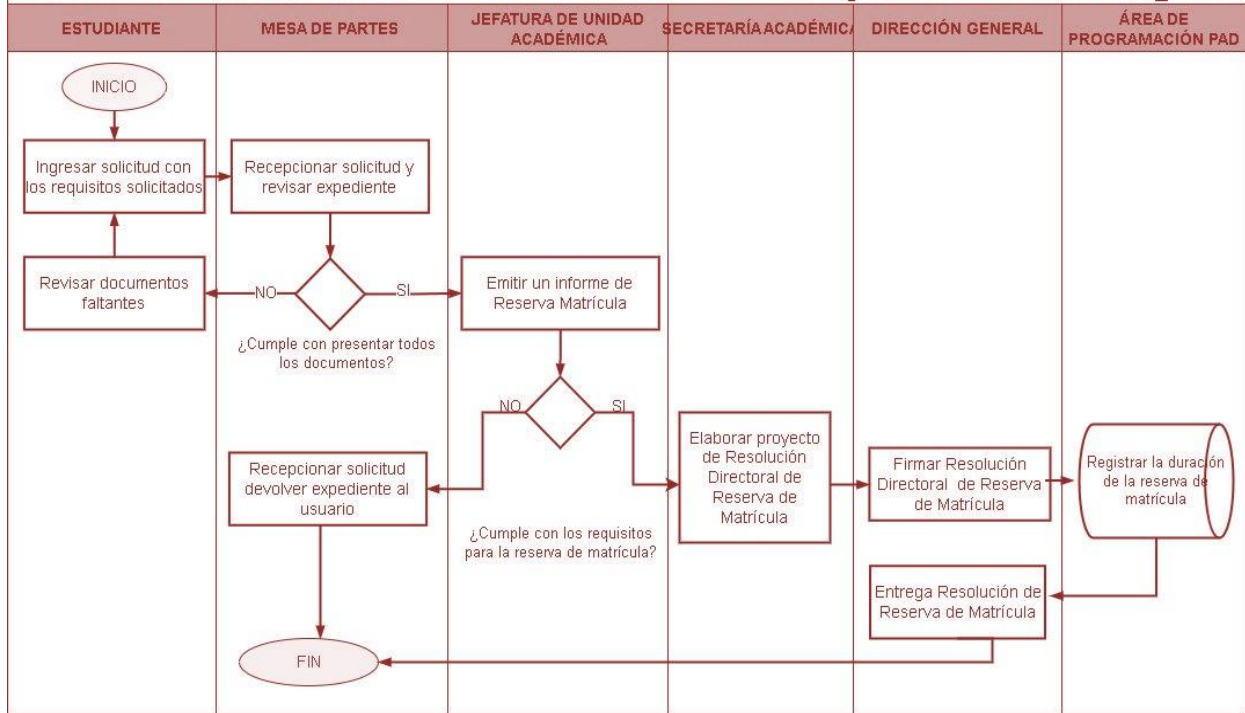 ESTUDIANTE
MESA DE PARTES
JEFATURA DE UNIDAD
ACADÉMICA
SECRETARÍA ACADÉMICA
DIRECCIÓN GENERAL
ÁREA DE
PROGRAMACIÓN PAD
INICIO
Ingresar solicitud con
los requisitos solicitados
Recepcionar solicitud y
revisar expediente
Revisar documentos
faltantes
NO
SI
¿Cumple con presentar todos
los documentos?
Emitir un informe de
Reserva Matrícula
NO
SI
¿Cumple con los requisitos
para la reserva de matrícula?
Recepcionar solicitud
devolver expediente al
usuario
Elaborar proyecto
de Resolución
Directoral de
Reserva de
Matrícula
Firmar Resolución
Directoral de Reserva
de Matrícula
Registrar la duración
de la reserva de
matrícula
Entrega Resolución de
Reserva de Matrícula
FIN